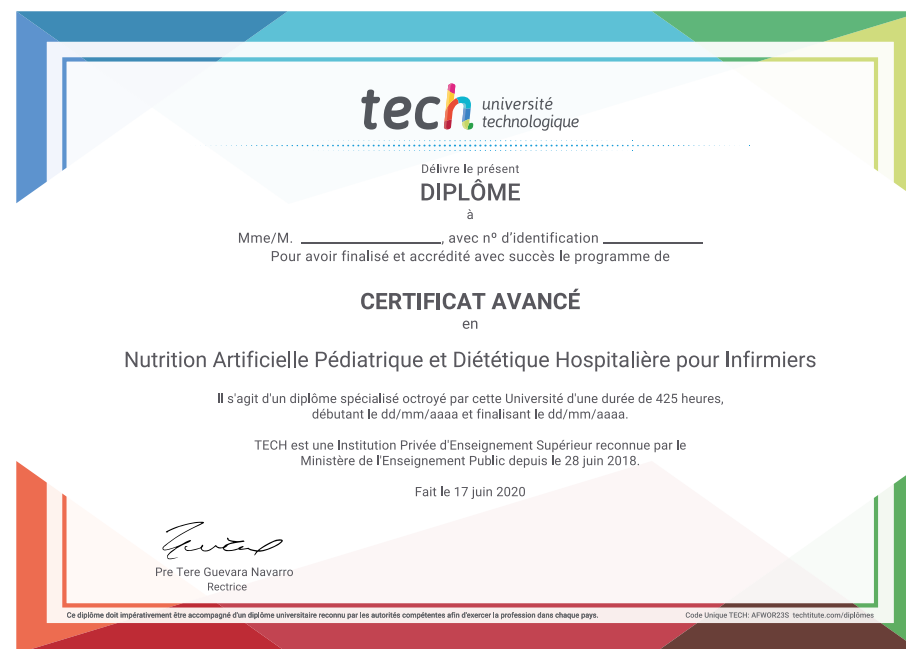 tech université
technologique
Délivre le présent
DIPLÔME
à
Mme/M. ____________________, avec nº d'identification ______________
Pour avoir finalisé et accrédité avec succès le programme de
CERTIFICAT AVANCÉ
en
Nutrition Artificielle Pédiatrique et Diététique Hospitalière pour Infirmiers
Il s'agit d'un diplôme spécialisé octroyé par cette Université d'une durée de 425 heures,
débutant le dd/mm/aaaa et finalisant le dd/mm/aaaa.
TECH est une Institution Privée d'Enseignement Supérieur reconnue par le
Ministère de l'Enseignement Public depuis le 28 juin 2018.
Fait le 17 juin 2020
Pre Tere Guevara Navarro
Rectrice
Ce diplôme doit impérativement être accompagné d'un diplôme universitaire reconnu par les autorités compétentes afin d'exercer la profession dans chaque pays.
Code Unique TECH: AFWOR23S techtitute.com/diplômes